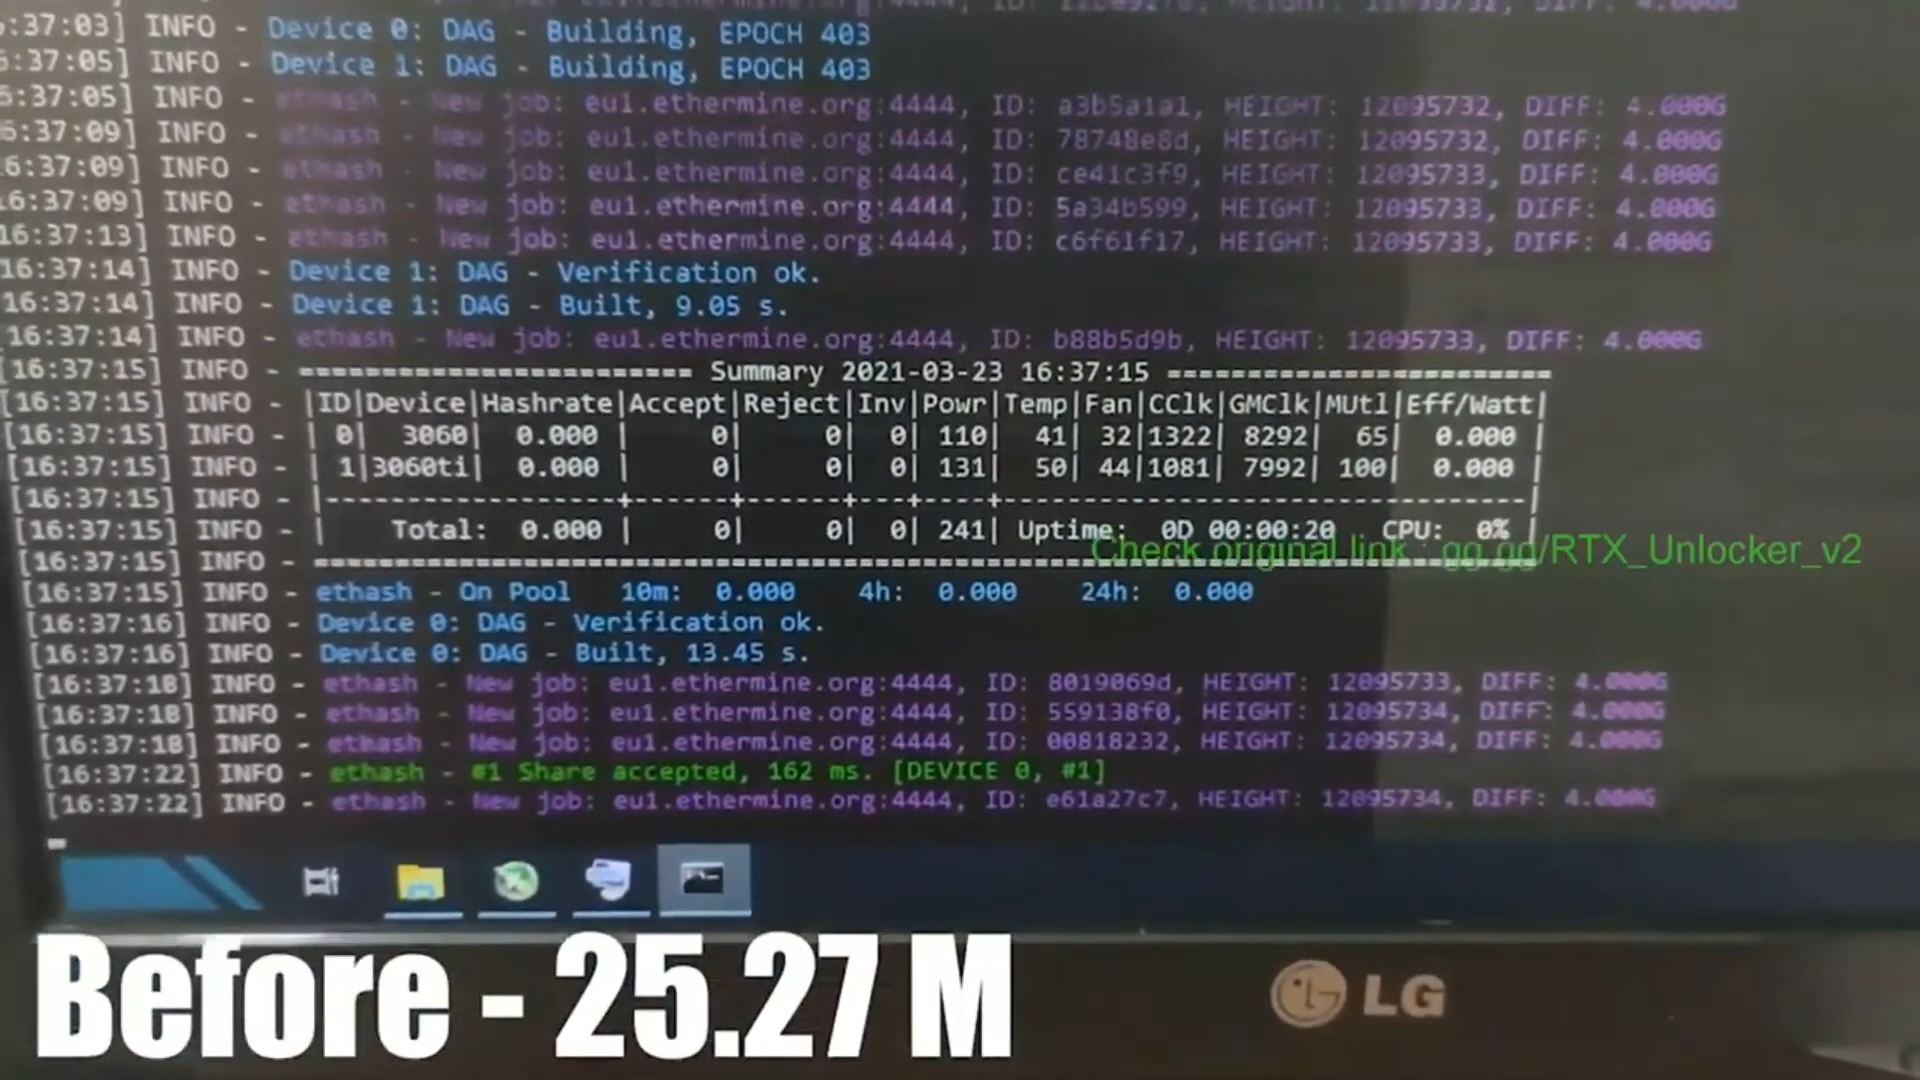 :37:03] INFO - Device 0: DAG - Building, EPOCH 403
:37:05] INFO - Device 1: DAG - Building, EPOCH 403
5:37:05] INFO - ethash - New job: eu1.ethermine.org:4444, ID: a3b5a1a1, HEIGHT: 12095732, DIFF: 4.000G
6:37:09] INFO - ethash - New job: eu1.ethermine.org:4444, ID: 78748e8d, HEIGHT: 12095732, DIFF: 4.000G
6:37:09] INFO - ethash - New job: eu1.ethermine.org:4444, ID: ce41c3f9, HEIGHT: 12095733, DIFF: 4.000G
16:37:09] INFO - ethash - New job: eu1.ethermine.org:4444, ID: 5a34b599, HEIGHT: 12095733, DIFF: 4.000G
16:37:13] INFO - ethash - New job: eu1.ethermine.org:4444, ID: c6f61f17, HEIGHT: 12095733, DIFF: 4.000G
16:37:14] INFO - Device 1: DAG - Verification ok.
16:37:14] INFO - Device 1: DAG - Built, 9.05 s.
16:37:14] INFO - ethash - New job: eu1.ethermine.org:4444, ID: b88b5d9b, HEIGHT: 12095733, DIFF: 4.000G
[16:37:15] INFO - ======================== Summary 2021-03-23 16:37:15 ========================
[16:37:15] INFO - |ID|Device|Hashrate|Accept|Reject|Inv|Powr|Temp|Fan|CClk|GMClk|MUtl|Eff/Watt|
[16:37:15] INFO - | 0| 3060| 0.000 | 0| 0| 0| 110| 41| 32|1322| 8292| 65| 0.000 |
[16:37:15] INFO - | 1|3060ti| 0.000 | 0| 0| 0| 131| 50| 44|1081| 7992| 100| 0.000 |
[16:37:15] INFO - |------------------+------+------+---+----+---------------------------------|
[16:37:15] INFO - | Total: 0.000 | 0| 0| 0| 241| Uptime: 0D 00:00:20 CPU: 0% |
Check original link : gg.gg/RTX_Unlocker_v2
[16:37:15] INFO - =============================================================================
[16:37:15] INFO - ethash - On Pool 10m: 0.000 4h: 0.000 24h: 0.000
[16:37:16] INFO - Device 0: DAG - Verification ok.
[16:37:16] INFO - Device 0: DAG - Built, 13.45 s.
[16:37:18] INFO - ethash - New job: eu1.ethermine.org:4444, ID: 8019069d, HEIGHT: 12095733, DIFF: 4.000G
[16:37:18] INFO - ethash - New job: eu1.ethermine.org:4444, ID: 559138f0, HEIGHT: 12095734, DIFF: 4.000G
[16:37:18] INFO - ethash - New job: eu1.ethermine.org:4444, ID: 00818232, HEIGHT: 12095734, DIFF: 4.000G
[16:37:22] INFO - ethash - #1 Share accepted, 162 ms. [DEVICE 0, #1]
[16:37:22] INFO - ethash - New job: eu1.ethermine.org:4444, ID: e61a27c7, HEIGHT: 12095734, DIFF: 4.000G
Before - 25.27 M
LG